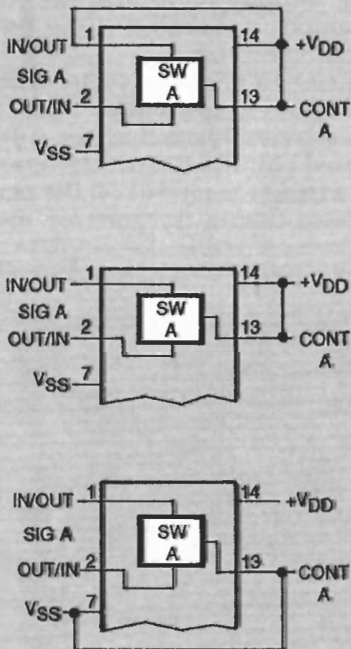 1 14
IN/OUT +VDD
SIG A SW A
OUT/IN 2 13 CONT A
VSS 7
1 14
IN/OUT +VDD
SIG A SW A
OUT/IN 2 13 CONT A
VSS 7
IN/OUT 1 14 +VDD
SIG A SW A
OUT/IN 2 13 CONT A
VSS 7